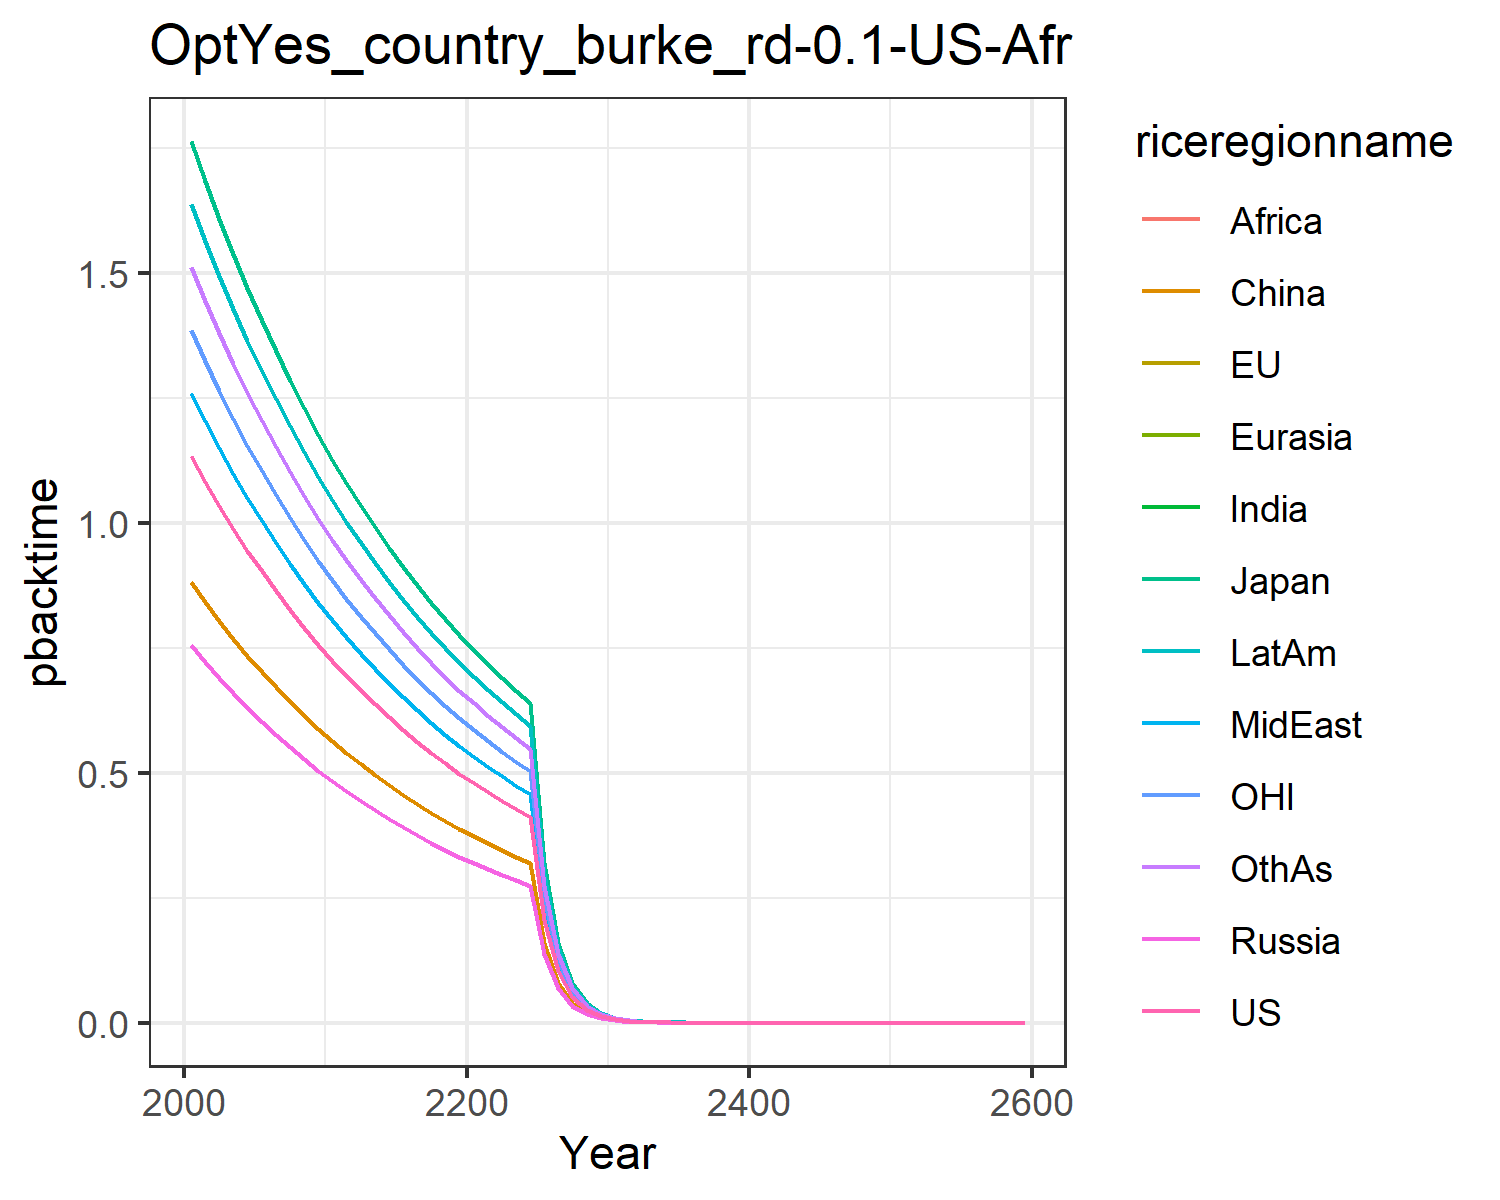 OptYes_country_burke_rd-0.1-US-Afr
pbacktime
1.5
1.0
0.5
0.0
2000
2200
2400
2600
Year
riceregionname
Africa
China
EU
Eurasia
India
Japan
LatAm
MidEast
OHI
OthAs
Russia
US